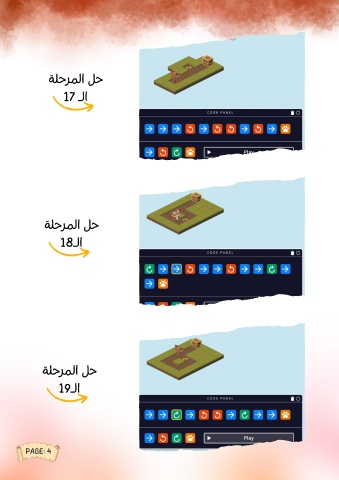 حل المرحلة
الـ 17
CODE PANEL
Play
حل المرحلة
الـ18
CODE PANEL
حل المرحلة
الـ19
CODE PANEL
Play
PAGE: 4